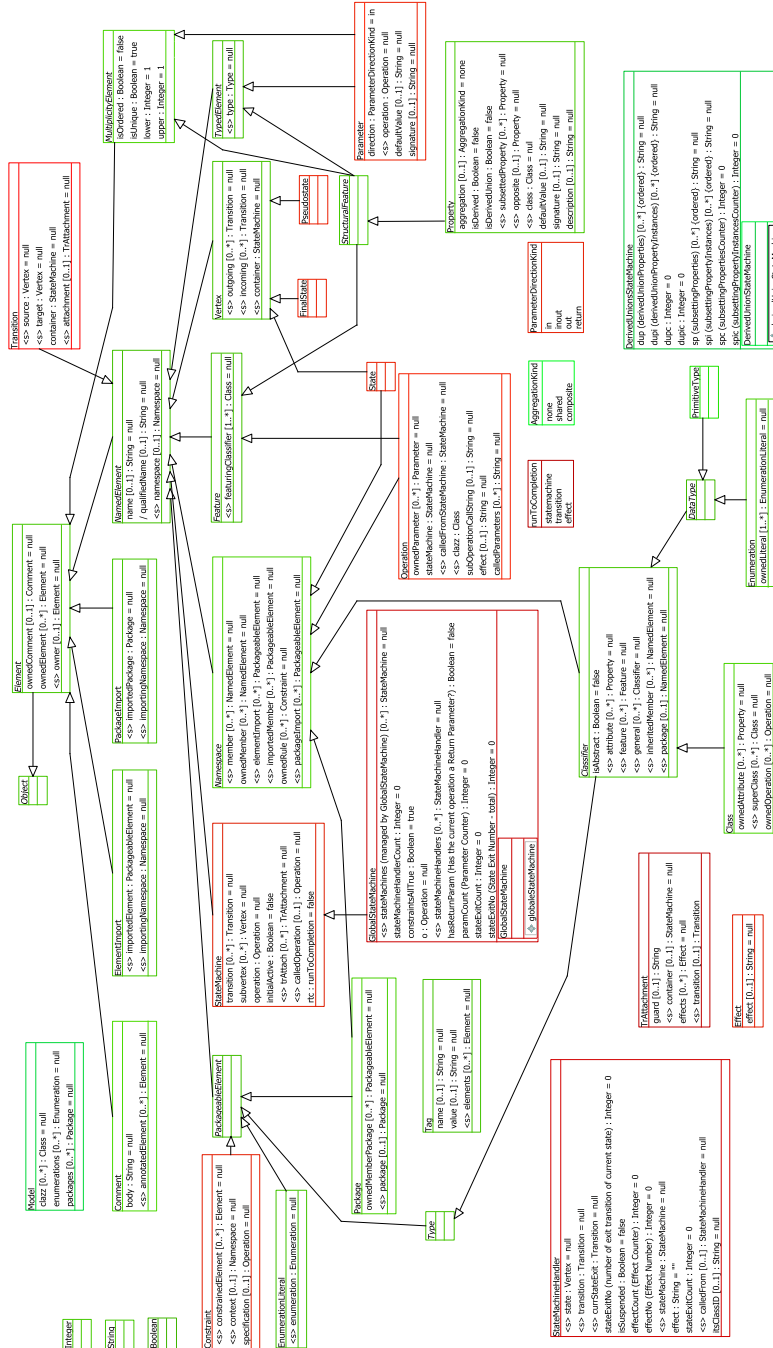 Integer
String
Boolean
Model
clazz [0..*] : Class = null
enumerations [0..*] : Enumeration = null
packages [0..*] : Package = null
Comment
body : String = null
<s> annotatedElement [0..*] : Element = null
ElementImport
<s> importedElement : PackageableElement = null
<s> importingNamespace : Namespace = null
Object
PackageImport
<s> importedPackage : Package = null
<s> importingNamespace : Namespace = null
Element
ownedComment [0..1] : Comment = null
ownedElement [0..*] : Element = null
<s> owner [0..1] : Element = null
NamedElement
name [0..1] : String = null
/ qualifiedName [0..1] : String = null
<s> namespace [0..1] : Namespace = null
Transition
<s> source : Vertex = null
<s> target : Vertex = null
container : StateMachine = null
<s> attachment [0..1] : TrAttachment = null
MultiplicityElement
isOrdered : Boolean = false
isUnique : Boolean = true
lower : Integer = 1
upper : Integer = 1
Constraint
<s> constrainedElement [0..*] : Element = null
<s> context [0..1] : Namespace = null
specification [0..1] : Operation = null
EnumerationLiteral
<s> enumeration : Enumeration = null
PackageableElement
StateMachine
transition [0..*] : Transition = null
subvertex [0..*] : Vertex = null
operation : Operation = null
initialActive : Boolean = false
<s> trAttach [0..*] : TrAttachment = null
<s> calledOperation [0..1] : Operation = null
rtc : runToCompletion = false
Namespace
<s> member [0..*] : NamedElement = null
ownedMember [0..*] : NamedElement = null
<s> elementImport [0..*] : PackageableElement = null
<s> importedMember [0..*] : PackageableElement = null
ownedRule [0..*] : Constraint = null
<s> packageImport [0..*] : PackageableElement = null
Feature
<s> featuringClassifier [1..*] : Class = null
Vertex
<s> outgoing [0..*] : Transition = null
<s> incoming [0..*] : Transition = null
<s> container : StateMachine = null
FinalState
Pseudostate
TypedElement
<s> type : Type = null
StructuralFeature
Parameter
direction : ParameterDirectionKind = in
<s> operation : Operation = null
defaultValue [0..1] : String = null
signature [0..1] : String = null
State
Package
ownedMemberPackage [0..*] : PackageableElement = null
<s> package [0..1] : Package = null
Tag
name [0..1] : String = null
value [0..1] : String = null
<s> elements [0..*] : Element = null
Type
GlobalStateMachine
<s> stateMachines (managed by GlobalStateMachine) [0..*] : StateMachine = null
stateMachineHandlerCount : Integer = 0
constraintsAllTrue : Boolean = true
o : Operation = null
<s> stateMachineHandlers [0..*] : StateMachineHandler = null
hasReturnParam (Has the current operation a Return Parameter?) : Boolean = false
paramCount (Parameter Counter) : Integer = 0
stateExitCount : Integer = 0
stateExitNo (State Exit Number - total) : Integer = 0
GlobalStateMachine
globaleStateMachine
Operation
ownedParameter [0..*] : Parameter = null
stateMachine : StateMachine = null
<s> calledFromStateMachine : StateMachine = null
<s> clazz : Class
subOperationCallString [0..1] : String = null
effect [0..1] : String = null
calledParameters [0..*] : String = null
Property
aggregation [0..1] : AggregationKind = none
isDerived : Boolean = false
isDerivedUnion : Boolean = false
<s> subsettedProperty [0..*] : Property = null
<s> opposite [0..1] : Property = null
<s> class : Class = null
defaultValue [0..1] : String = null
signature [0..1] : String = null
description [0..1] : String = null
runToCompletion
statemachine
transition
effect
AggregationKind
none
shared
composite
ParameterDirectionKind
in
inout
out
return
StateMachineHandler
<s> state : Vertex = null
<s> transition : Transition = null
<s> currStateExit : Transition = null
stateExitNo (number of exit transition of current state) : Integer = 0
isSuspended : Boolean = false
effectCount (Effect Counter) : Integer = 0
effectNo (Effect Number) : Integer = 0
<s> stateMachine : StateMachine = null
effect : String = ""
stateExitCount : Integer = 0
<s> calledFrom [0..1] : StateMachineHandler = null
itsClassID [0..1] : String = null
TrAttachment
guard [0..1] : String
<s> container [0..1] : StateMachine = null
effects [0..*] : Effect = null
<s> transition [0..1] : Transition
Effect
effect [0..1] : String = null
Classifier
isAbstract : Boolean = false
<s> attribute [0..*] : Property = null
<s> feature [0..*] : Feature = null
<s> general [0..*] : Classifier = null
<s> inheritedMember [0..*] : NamedElement = null
<s> package [0..1] : NamedElement = null
Class
ownedAttribute [0..*] : Property = null
<s> superClass [0..*] : Class = null
ownedOperation [0..*] : Operation = null
DataType
PrimitiveType
Enumeration
ownedLiteral [1..*] : EnumerationLiteral = null
DerivedUnionsStateMachine
dup (derivedUnionProperties) [0..*] {ordered} : String = null
dupi (derivedUnionPropertyInstances) [0..*] {ordered} : String = null
dupc : Integer = 0
dupic : Integer = 0
sp (subsettingProperties) [0..*] {ordered} : String = null
spi (subsettingPropertyInstances) [0..*] {ordered} : String = null
spc (subsettingPropertiesCounter) : Integer = 0
spic (subsettingPropertyInstancesCounter) : Integer = 0
DerivedUnionStateMachine